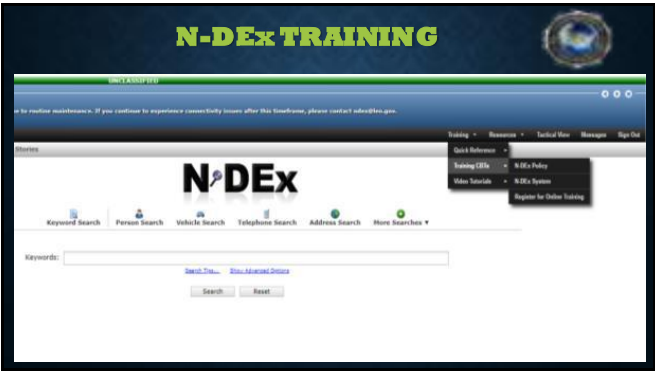 N-DEx TRAINING
UNCLASSIFIED
to routine maintenance. If you continue to experience connectivity issues after this timeframe, please contact ndex@leo.gov.
Training Resources Tactical View Messages Sign Out
Stories
Quick Reference
Training CBTs N-DEx Policy
Video Tutorials N-DEx System
Register for Online Training
N-DEx
Keyword Search Person Search Vehicle Search Telephone Search Address Search More Searches ▼
Keywords:
Search Tips... Show Advanced Options
Search Reset